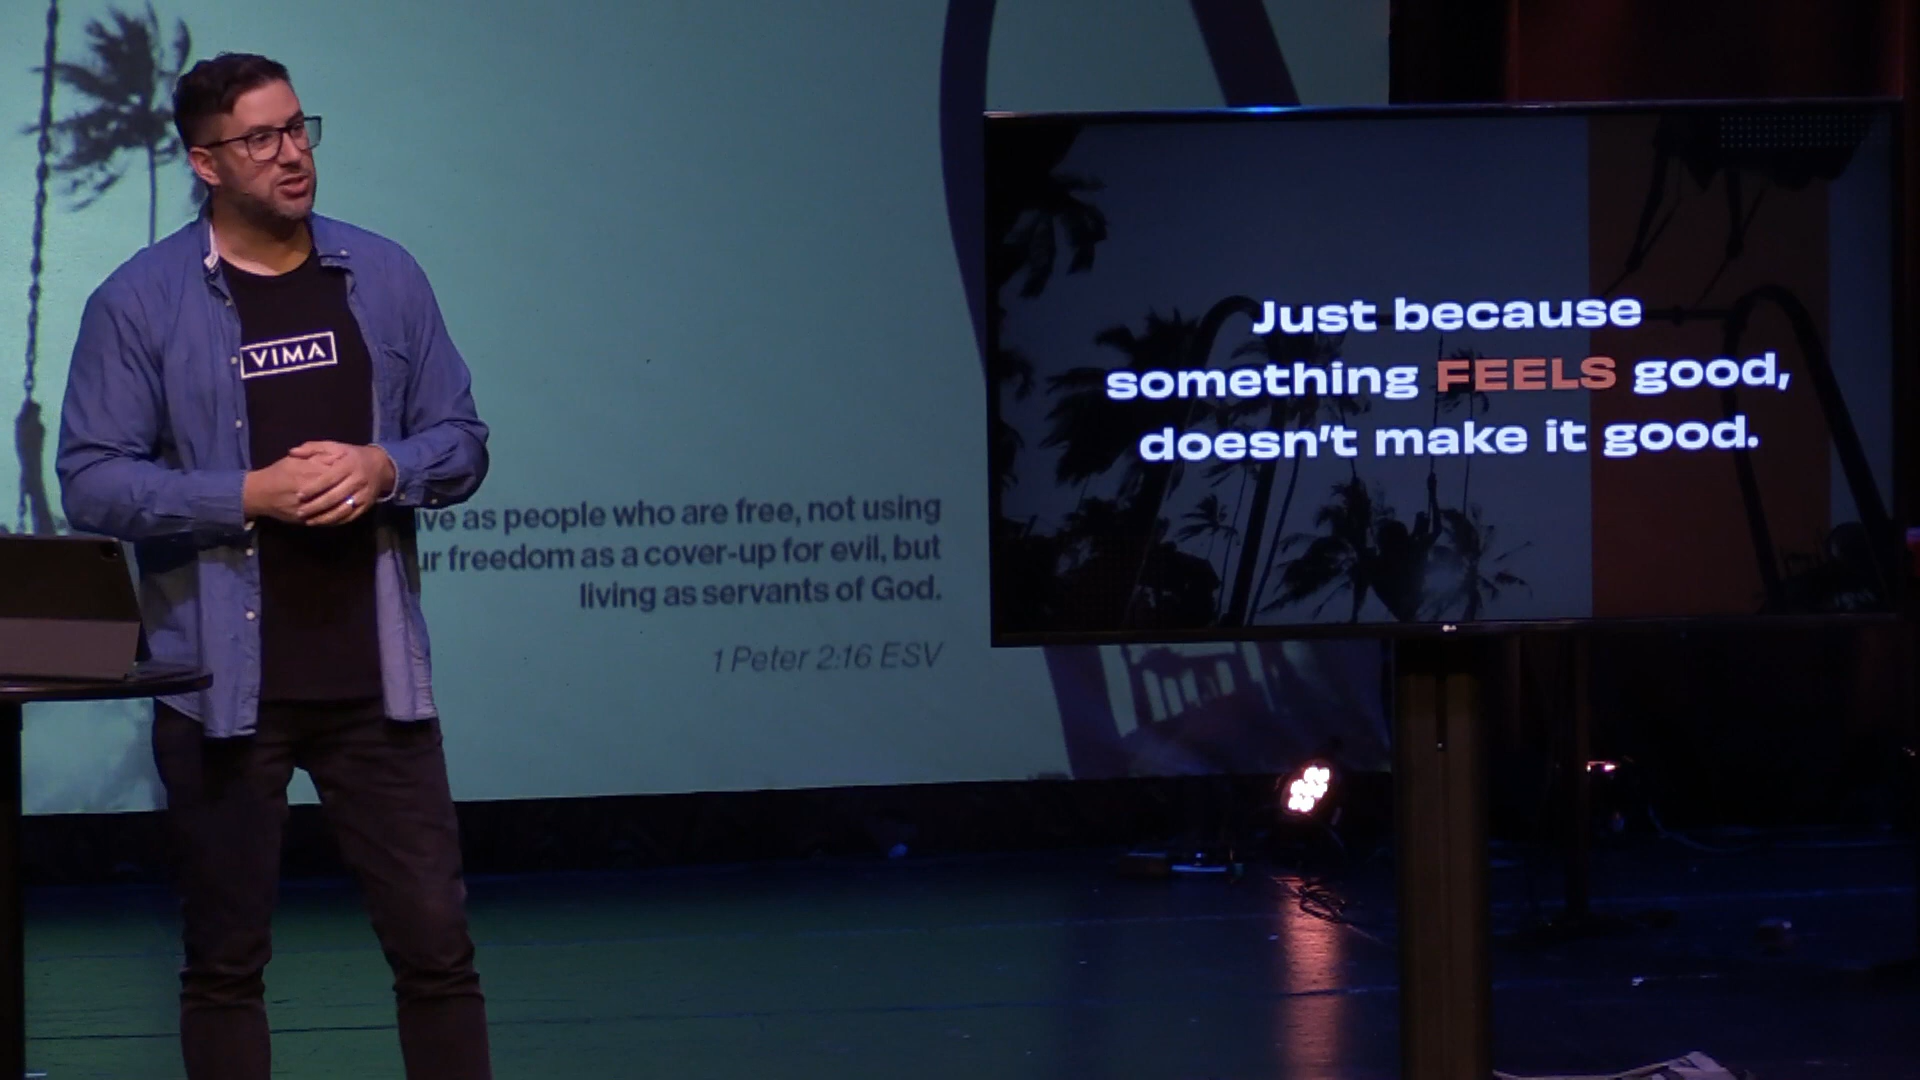 VIMA
ive as people who are free, not using
ur freedom as a cover-up for evil, but
living as servants of God.
1 Peter 2:16 ESV
Just because
something FEELS good,
doesn't make it good.